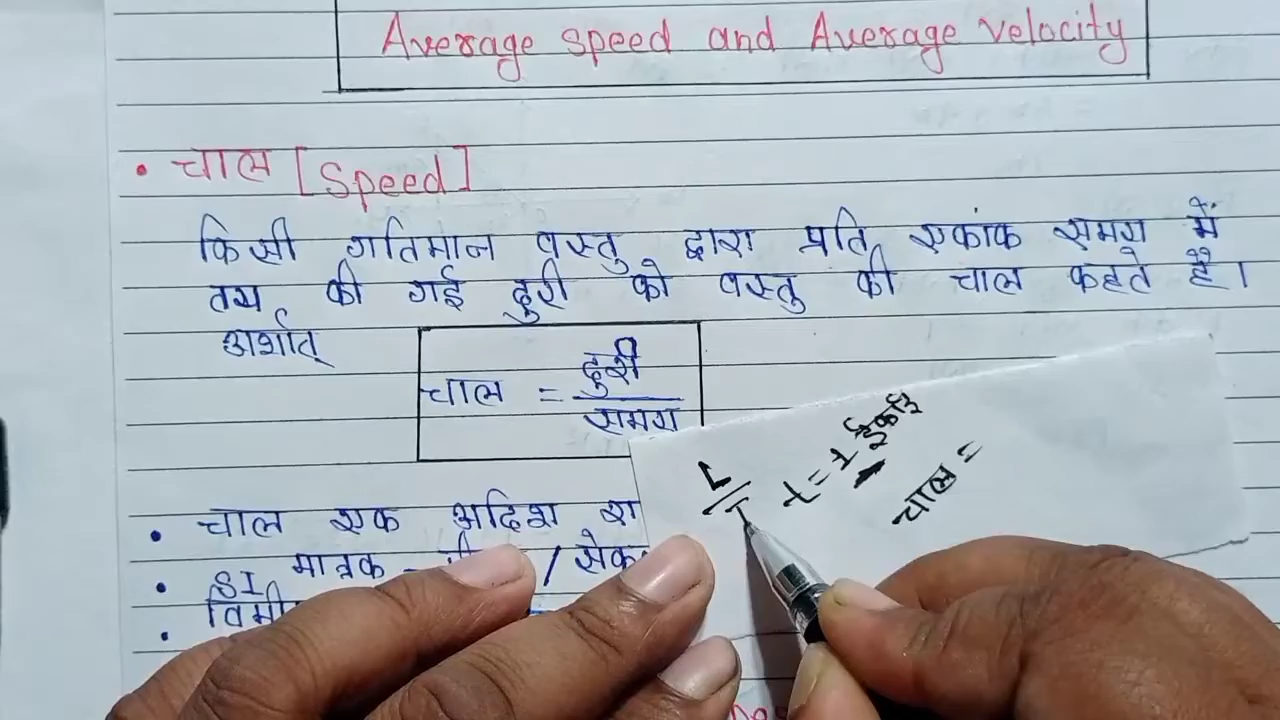 Average speed and Average velocity
• चाल [Speed]
किसी गतिमान वस्तु द्वारा प्रति एकांक समय में
तय की गई दुरी को वस्तु की चाल कहते है।
अर्थात्
चाल = दुरी
समय
L
T
t = 1 ईकाई
चाल =
• चाल एक अदिश रा
• SI मात्रक - / सेक
•